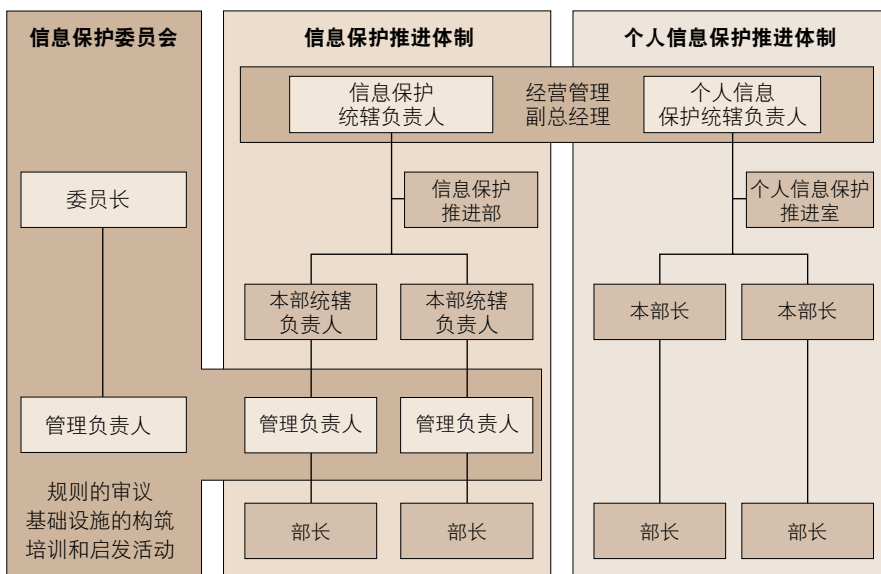 信息保护委员会
委员长
管理负责人
规则的审议
基础设施的构筑
培训和启发活动
信息保护推进体制
信息保护
统辖负责人
经营管理
副总经理
信息保护
推进部
本部统辖
负责人
本部统辖
负责人
管理负责人
管理负责人
部长
部长
个人信息保护推进体制
个人信息
保护统辖负责人
个人信息保护
推进室
本部长
本部长
部长
部长